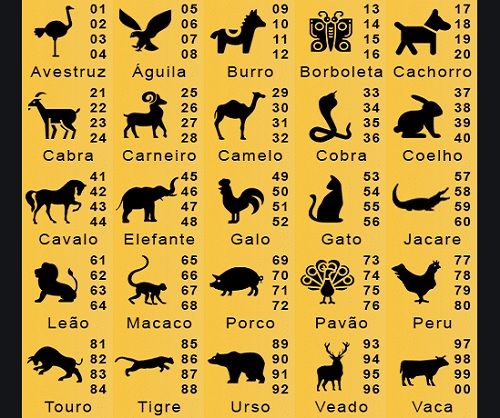 01 05 09 13 17
02 06 10 14 18
03 07 11 15 19
04 08 12 16 20
Avestruz Águila Burro Borboleta Cachorro
21 25 29 33 37
22 26 30 34 38
23 27 31 35 39
24 28 32 36 40
Cabra Carneiro Camelo Cobra Coelho
41 45 49 53 57
42 46 50 54 58
43 47 51 55 59
44 48 52 56 60
Cavalo Elefante Galo Gato Jacare
61 65 69 73 77
62 66 70 74 78
63 67 71 75 79
64 68 72 76 80
Leão Macaco Porco Pavão Peru
81 85 89 93 97
82 86 90 94 98
83 87 91 95 99
84 88 92 96 00
Touro Tigre Urso Veado Vaca